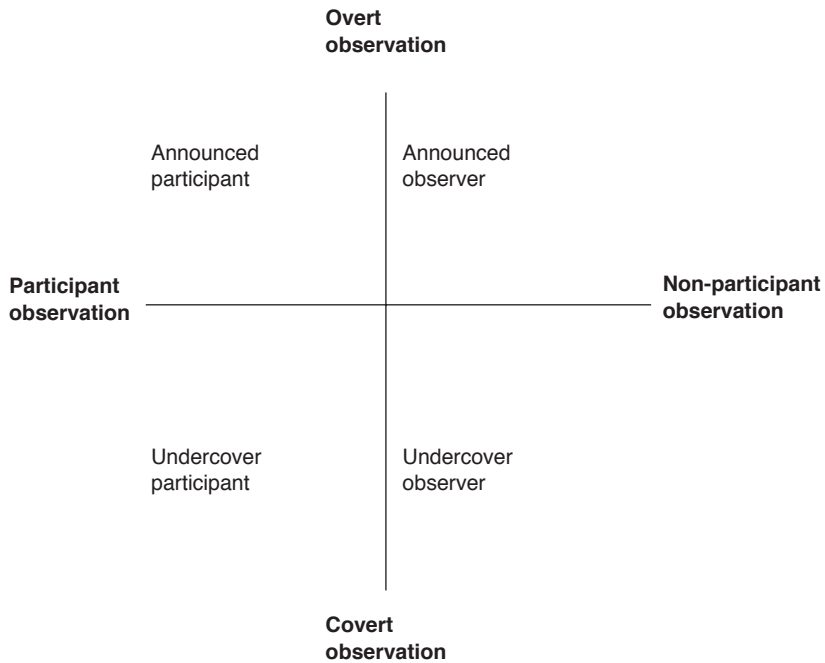 Overt
observation
Announced
participant
Announced
observer
Participant
observation
Non-participant
observation
Undercover
participant
Undercover
observer
Covert
observation